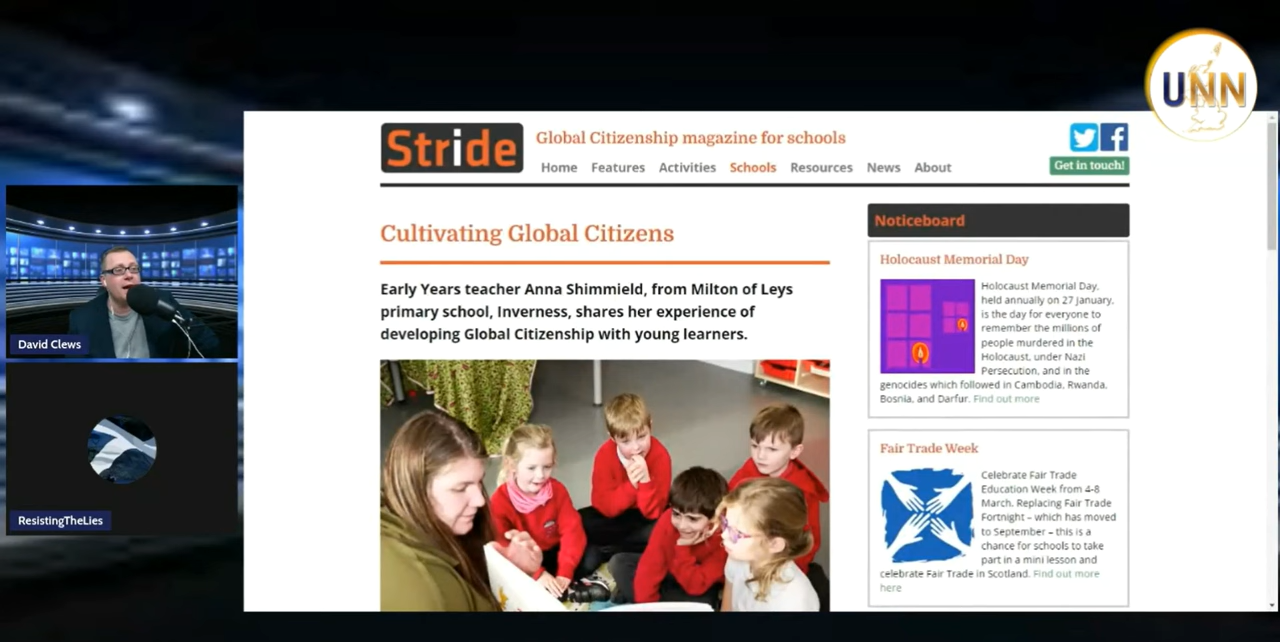 UNN
Stride
Global Citizenship magazine for schools
Home Features Activities Schools Resources News About
Get in touch!
Cultivating Global Citizens
Early Years teacher Anna Shimmield, from Milton of Leys
primary school, Inverness, shares her experience of
developing Global Citizenship with young learners.
Noticeboard
Holocaust Memorial Day
Holocaust Memorial Day,
held annually on 27 January,
is the day for everyone to
remember the millions of
people murdered in the
Holocaust, under Nazi
Persecution, and in the
genocides which followed in Cambodia, Rwanda,
Bosnia, and Darfur. Find out more
Fair Trade Week
Celebrate Fair Trade
Education Week from 4-8
March. Replacing Fair Trade
Fortnight – which has moved
to September – this is a
chance for schools to take
part in a mini lesson and
celebrate Fair Trade in Scotland. Find out more
here
David Clews
ResistingTheLies